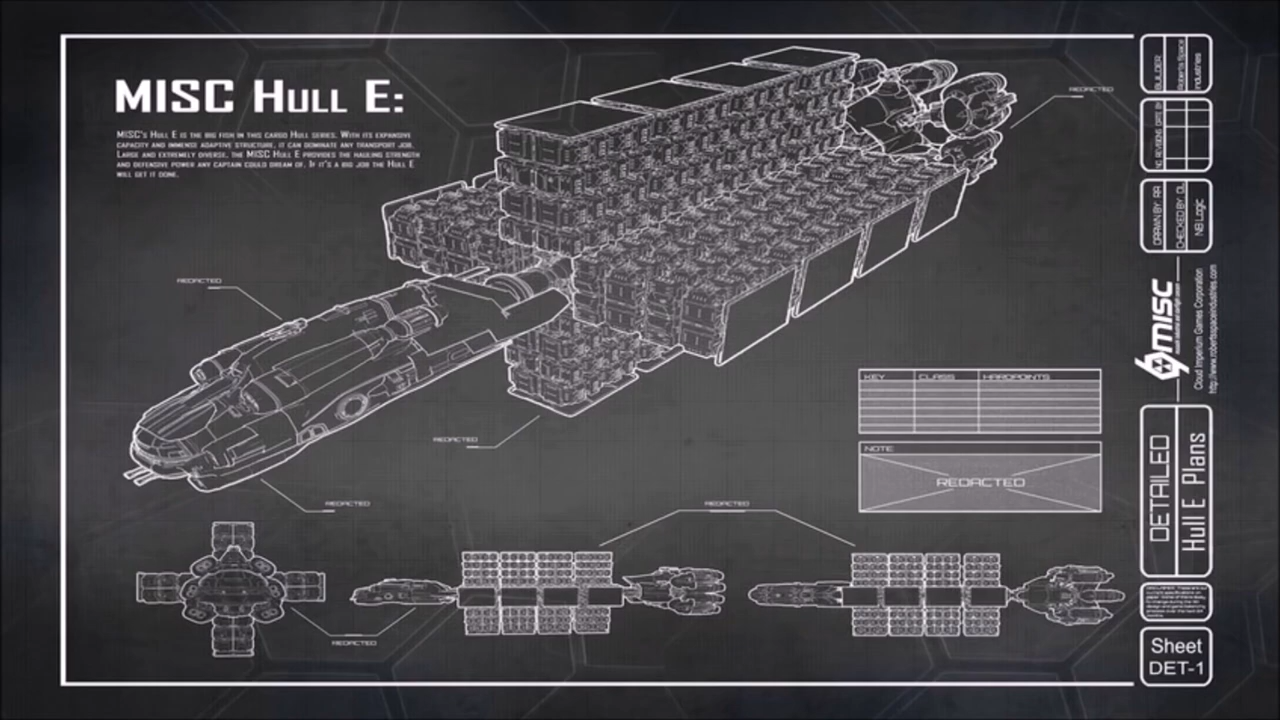 MISC HULL E:
MISC'S HULL E IS THE BIG FISH IN THIS CARGO HULL SERIES. WITH ITS EXPANSIVE
CAPACITY AND IMMENSE ADAPTIVE STRUCTURE, IT CAN DOMINATE ANY TRANSPORT JOB.
LARGE AND EXTREMELY DIVERSE, THE MISC HULL E PROVIDES THE HAULING STRENGTH
AND DEFENSIVE POWER ANY CAPTAIN COULD DREAM OF. IF IT'S A BIG JOB THE HULL E
WILL GET IT DONE.
REDACTED
REDACTED
REDACTED
REDACTED
REDACTED
REDACTED
KEY CLASS HARDPOINTS
NOTE:
REDACTED
BUILDER
Roberts Space
Industries
DRAWN BY: RR
CHECKED BY: OL
NB Logic
MISC
Cloud Imperium Games Corporation
http://www.robertsspaceindustries.com
DETAILED
Hull E Plans
Sheet
DET-1